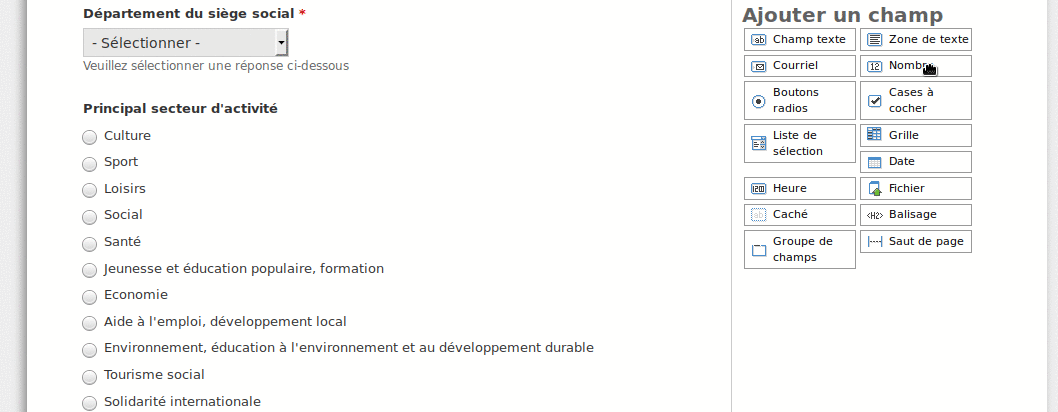 Département du siège social *
- Sélectionner -
Veuillez sélectionner une réponse ci-dessous
Principal secteur d'activité
Culture
Sport
Loisirs
Social
Santé
Jeunesse et éducation populaire, formation
Economie
Aide à l'emploi, développement local
Environnement, éducation à l'environnement et au développement durable
Tourisme social
Solidarité internationale
Ajouter un champ
Champ texte
Zone de texte
Courriel
Boutons
radios
Cases à
cocher
Liste de
sélection
Grille
Date
Heure
Fichier
Caché
Balisage
Groupe de
champs
Saut de page